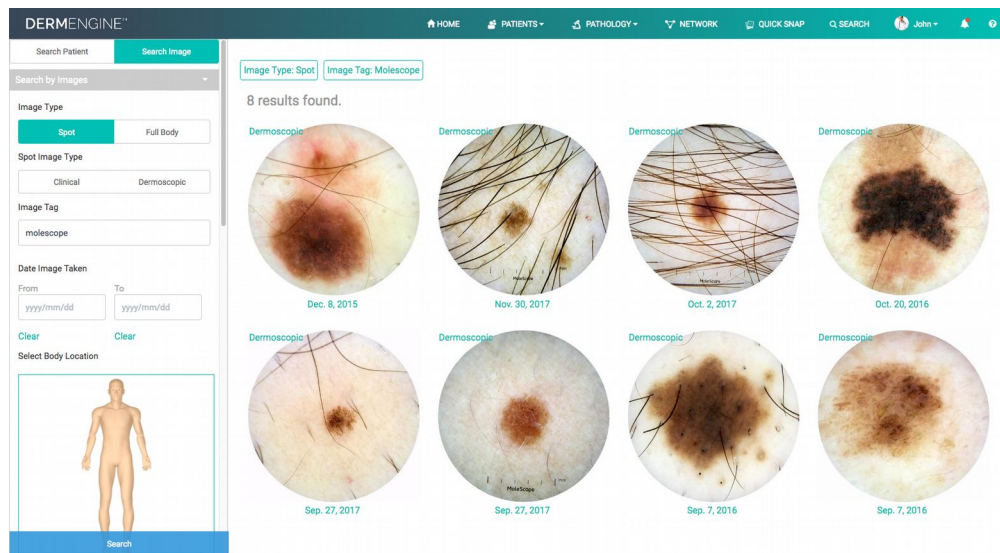 DERMENGINE™
HOME PATIENTS PATHOLOGY NETWORK QUICK SNAP SEARCH John
Search Patient Search Image
Search by Images
Image Type
Spot Full Body
Spot Image Type
Clinical Dermoscopic
Image Tag
molescope
Date Image Taken
From To
yyyy/mm/dd yyyy/mm/dd
Clear Clear
Select Body Location
Search
Image Type: Spot Image Tag: Molescope
8 results found.
Dermoscopic Dermoscopic Dermoscopic Dermoscopic
MoleScope MoleScope
Dec. 8, 2015 Nov. 30, 2017 Oct. 2, 2017 Oct. 20, 2016
Dermoscopic Dermoscopic Dermoscopic Dermoscopic
MoleScope
Sep. 27, 2017 Sep. 27, 2017 Sep. 7, 2016 Sep. 7, 2016